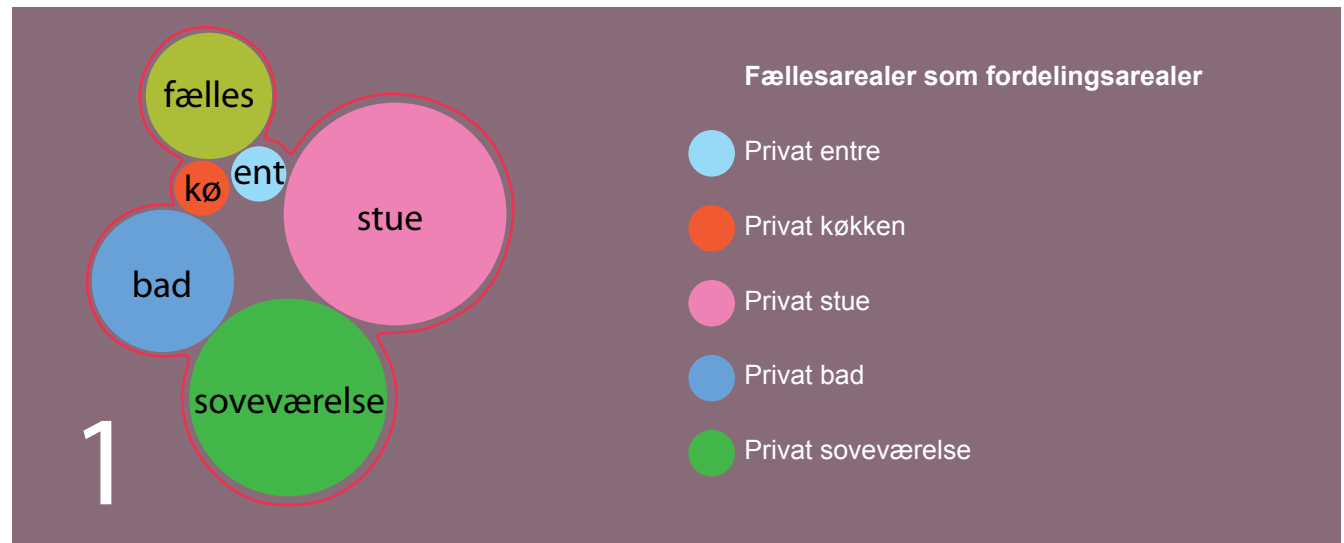 fælles
ent
kø
stue
bad
soveværelse
1
Fællesarealer som fordelingsarealer
Privat entre
Privat køkken
Privat stue
Privat bad
Privat soveværelse